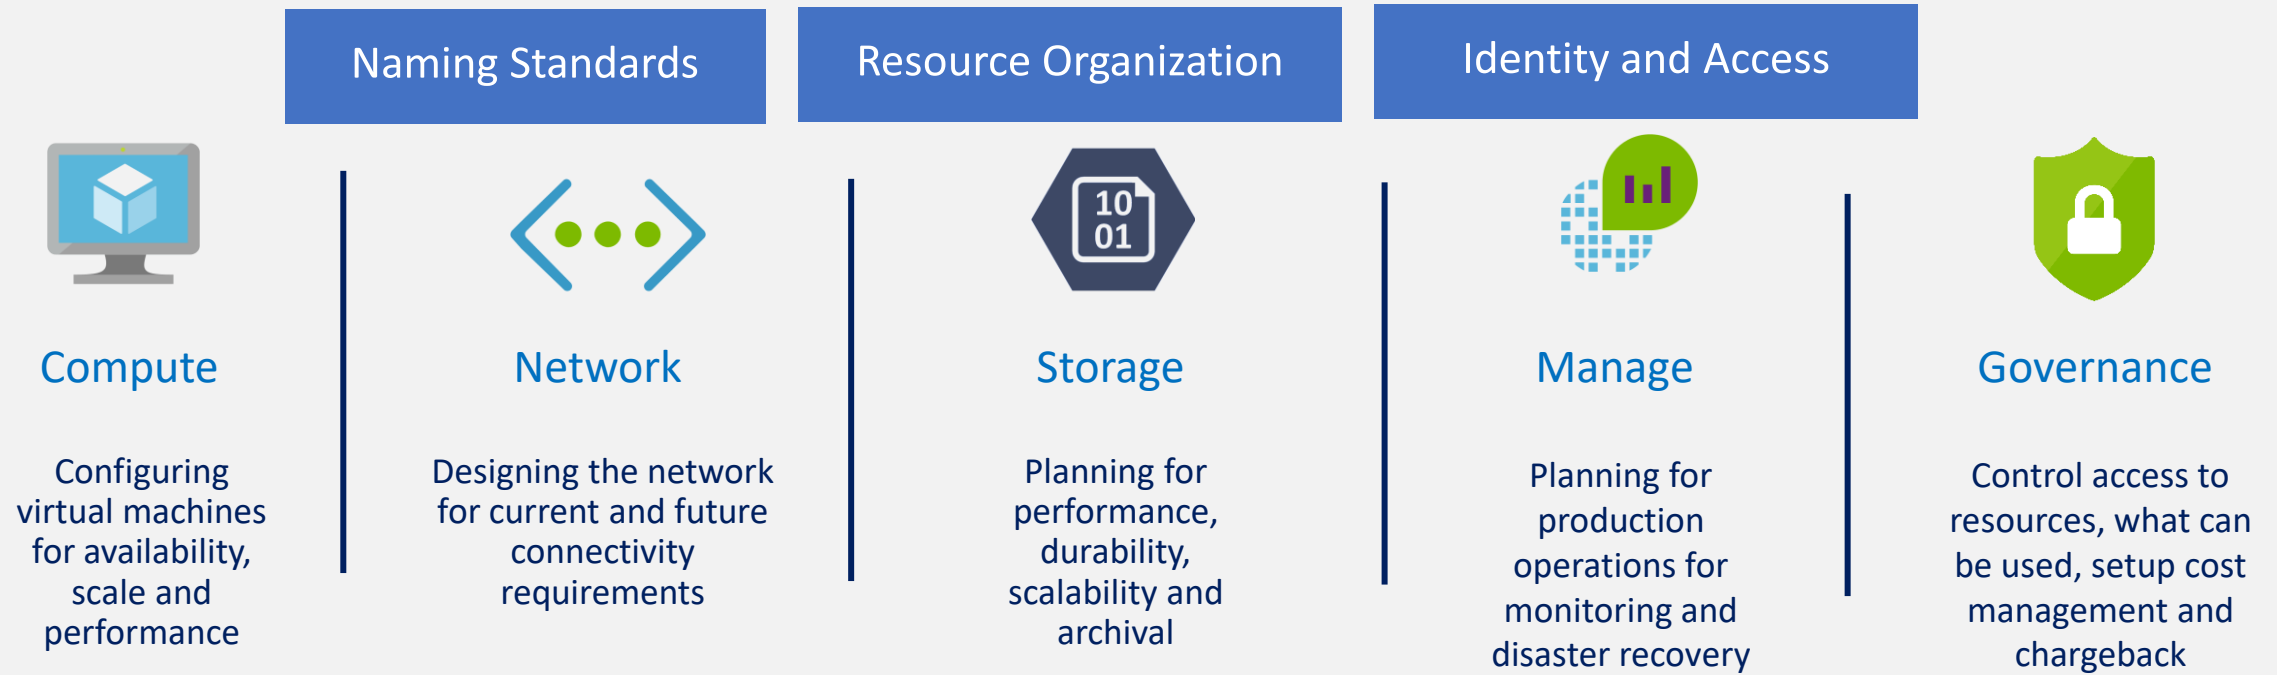 Naming Standards
Resource Organization
Identity and Access
10
01
Compute
Network
Storage
Manage
Governance
Configuring
virtual machines
for availability,
scale and
performance
Designing the network
for current and future
connectivity
requirements
Planning for
performance,
durability,
scalability and
archival
Planning for
production
operations for
monitoring and
disaster recovery
Control access to
resources, what can
be used, setup cost
management and
chargeback